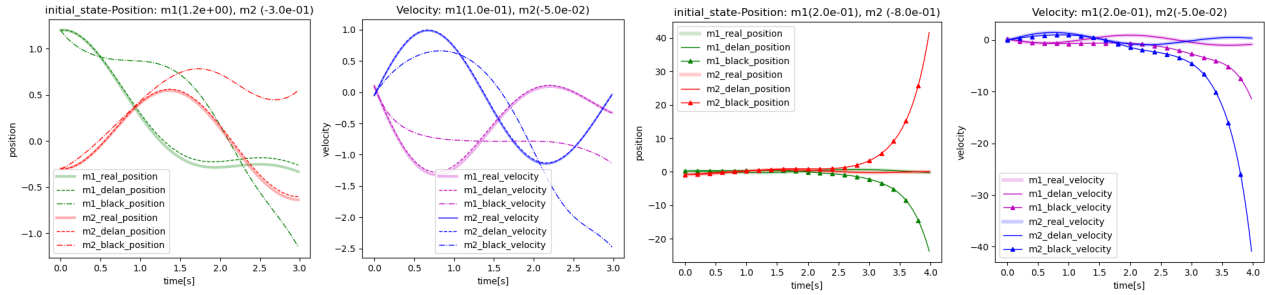 initial_state-Position: m1(1.2e+00), m2 (-3.0e-01)
position
1.0
0.5
0.0
−0.5
−1.0
m1_real_position
m1_delan_position
m1_black_position
m2_real_position
m2_delan_position
m2_black_position
0.0 0.5 1.0 1.5 2.0 2.5 3.0
time[s]
Velocity: m1(1.0e-01), m2(-5.0e-02)
velocity
1.0
0.5
0.0
−0.5
−1.0
−1.5
−2.0
−2.5
m1_real_velocity
m1_delan_velocity
m1_black_velocity
m2_real_velocity
m2_delan_velocity
m2_black_velocity
0.0 0.5 1.0 1.5 2.0 2.5 3.0
time[s]
initial_state-Position: m1(2.0e-01), m2 (-8.0e-01)
position
40
30
20
10
0
−10
−20
m1_real_position
m1_delan_position
m1_black_position
m2_real_position
m2_delan_position
m2_black_position
0.0 0.5 1.0 1.5 2.0 2.5 3.0 3.5 4.0
time[s]
Velocity: m1(2.0e-01), m2(-5.0e-02)
velocity
0
−10
−20
−30
−40
m1_real_velocity
m1_delan_velocity
m1_black_velocity
m2_real_velocity
m2_delan_velocity
m2_black_velocity
0.0 0.5 1.0 1.5 2.0 2.5 3.0 3.5 4.0
time[s]